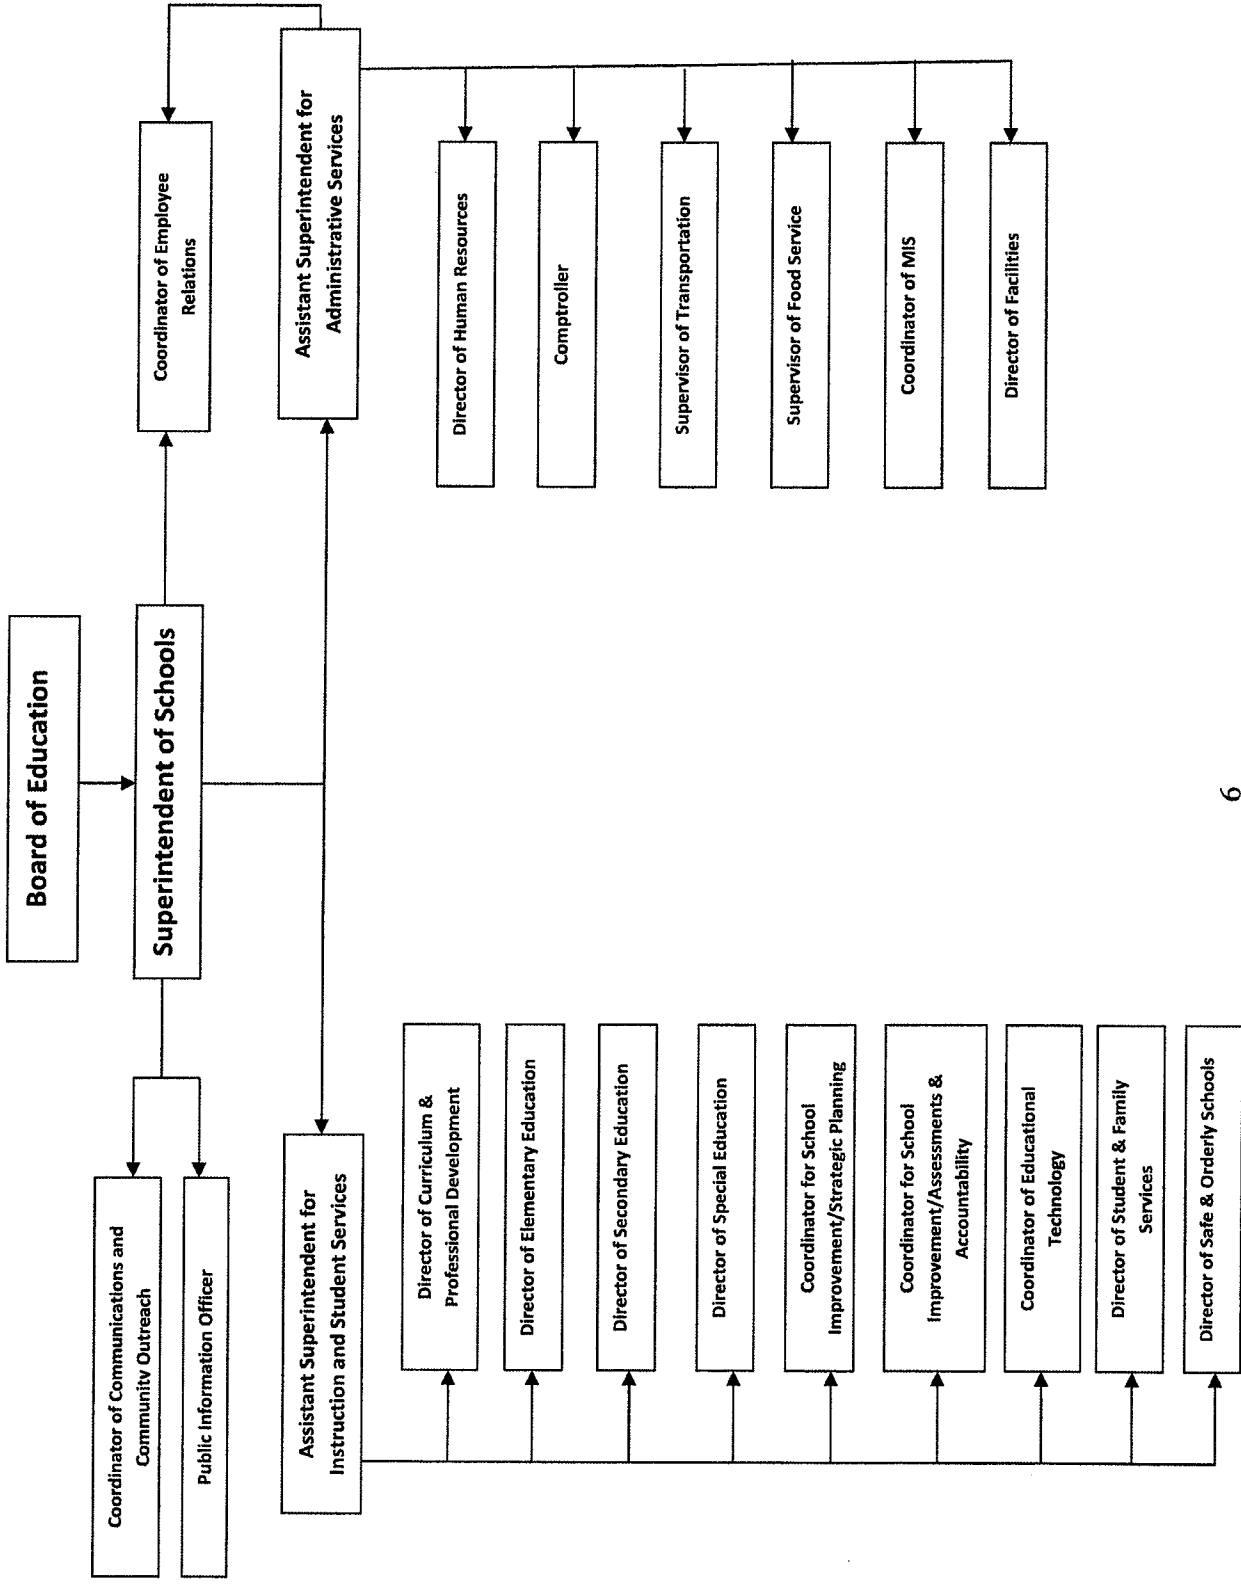 Board of Education
Superintendent of Schools
Coordinator of Communications and
Community Outreach
Public Information Officer
Coordinator of Employee
Relations
Assistant Superintendent for
Instruction and Student Services
Assistant Superintendent for
Administrative Services
Director of Curriculum &
Professional Development
Director of Elementary Education
Director of Secondary Education
Director of Special Education
Coordinator for School
Improvement/Strategic Planning
Coordinator for School
Improvement/Assessments &
Accountability
Coordinator of Educational
Technology
Director of Student & Family
Services
Director of Safe & Orderly Schools
Director of Human Resources
Comptroller
Supervisor of Transportation
Supervisor of Food Service
Coordinator of MIS
Director of Facilities
6